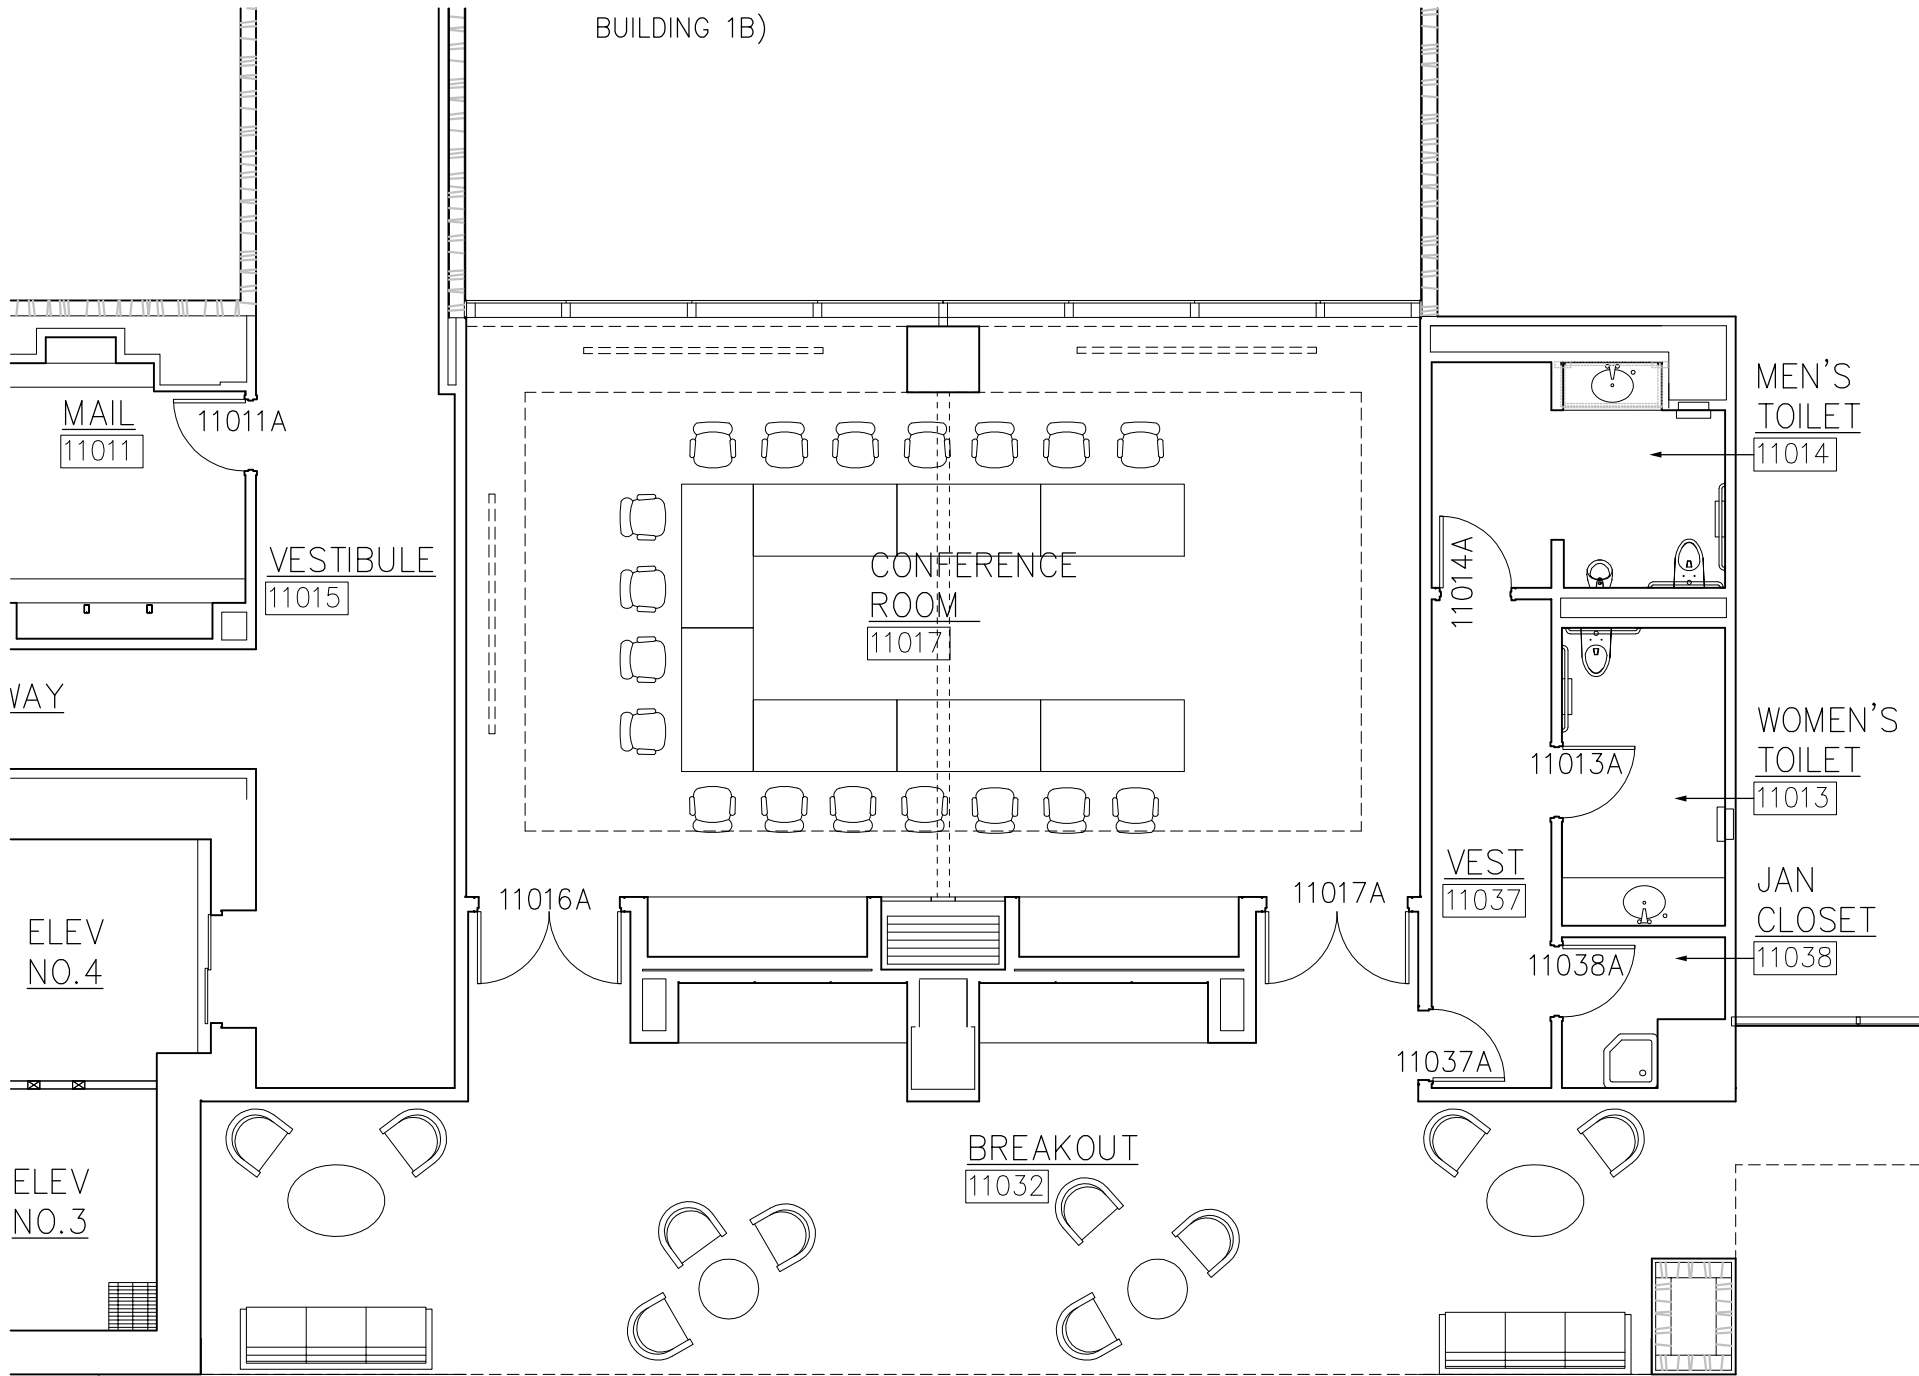 BUILDING 1B)
MAIL
11011
11011A
VESTIBULE
11015
WAY
CONFERENCE
ROOM
11017
MEN'S
TOILET
11014
11014A
WOMEN'S
TOILET
11013
11013A
VEST
11037
JAN
CLOSET
11038
11038A
11016A
11017A
11037A
ELEV
NO.4
ELEV
NO.3
BREAKOUT
11032